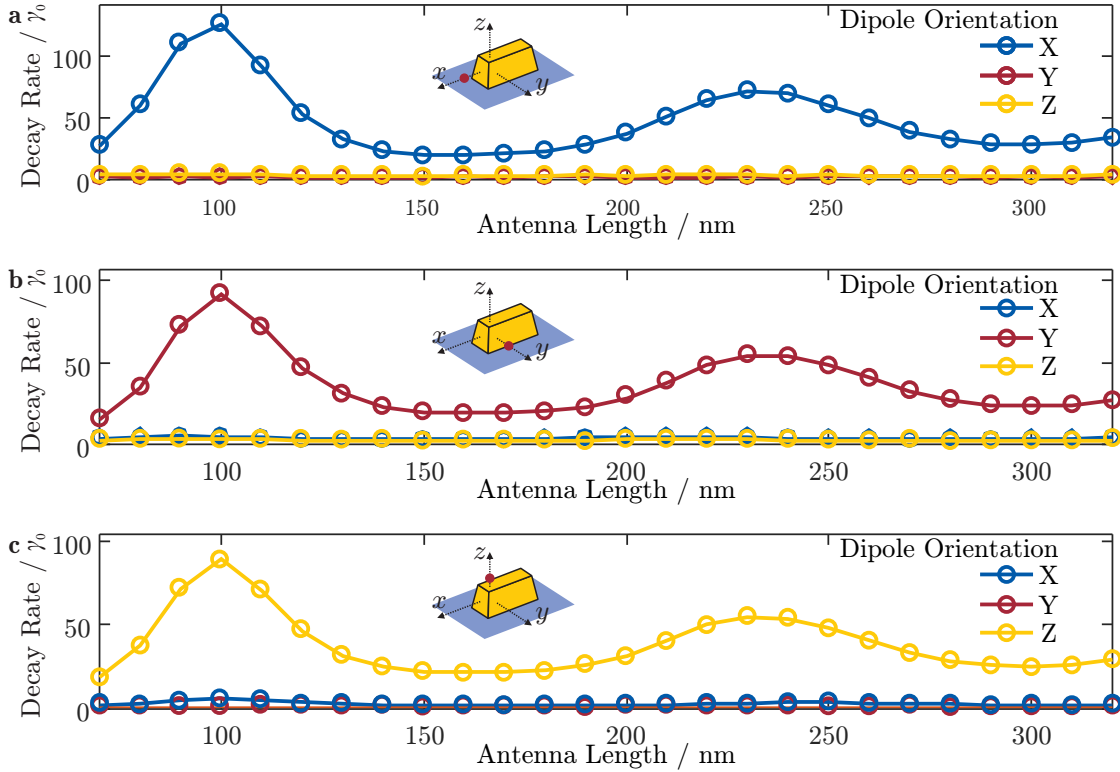 a
Decay Rate / γ₀
100
50
0
z
x
y
Dipole Orientation
X
Y
Z
100
150
200
250
300
Antenna Length / nm
b
Decay Rate / γ₀
100
50
0
z
x
y
Dipole Orientation
X
Y
Z
100
150
200
250
300
Antenna Length / nm
c
Decay Rate / γ₀
100
50
0
z
x
y
Dipole Orientation
X
Y
Z
100
150
200
250
300
Antenna Length / nm